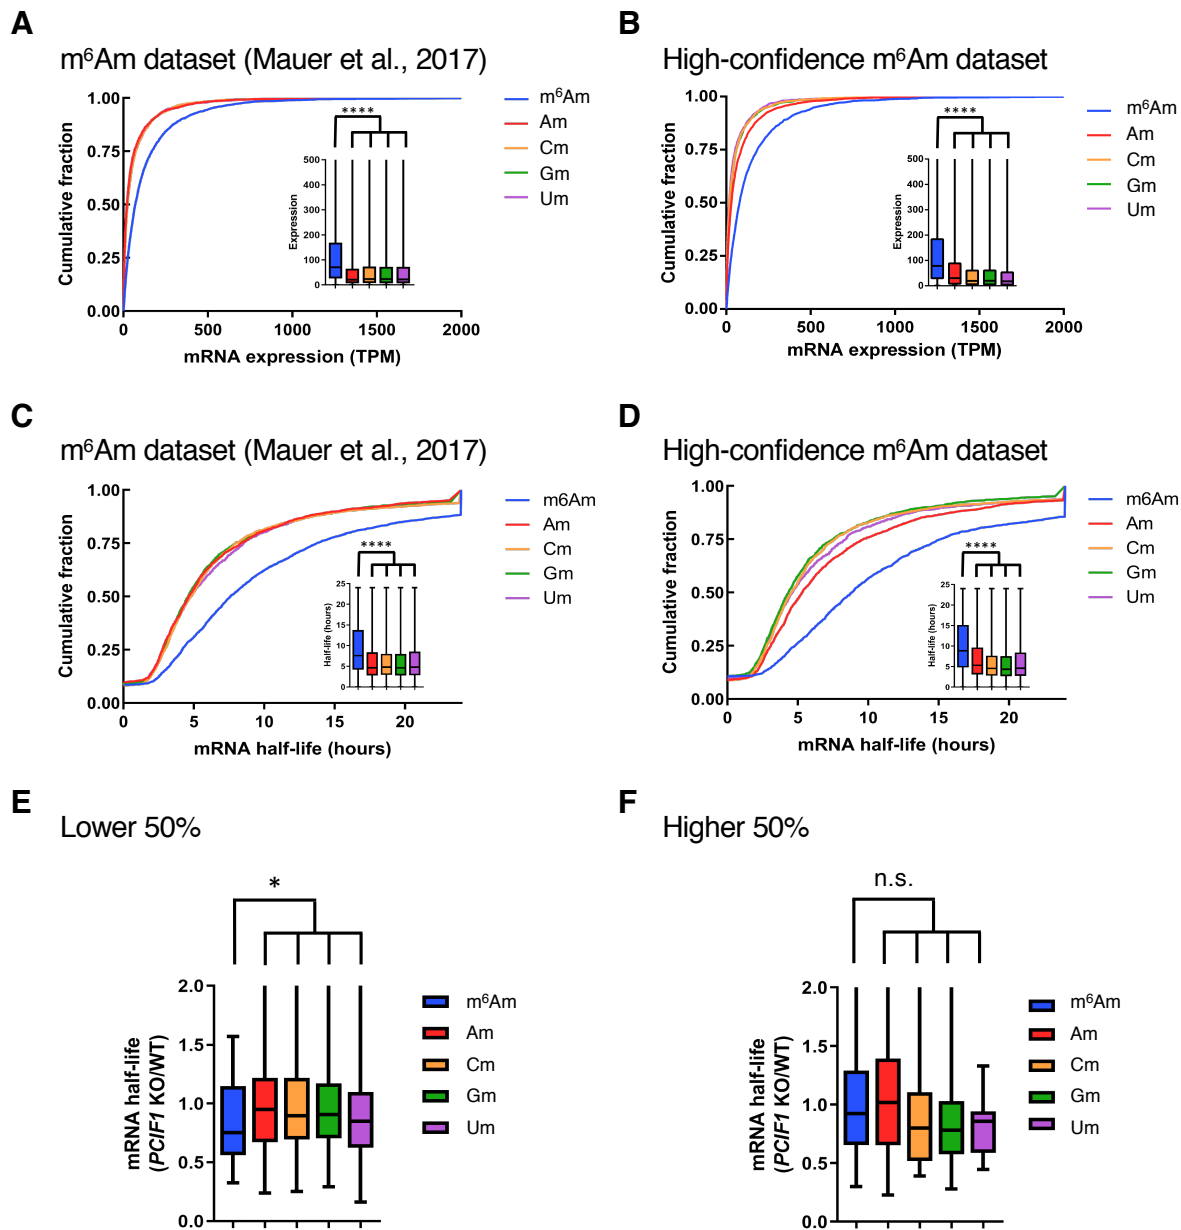 A
m⁶Am dataset (Mauer et al., 2017)
Cumulative fraction
1.00
0.75
0.50
0.25
0.00
0
500
1000
1500
2000
mRNA expression (TPM)
m⁶Am
Am
Cm
Gm
Um
****
Expression
500
400
300
200
100
0
B
High-confidence m⁶Am dataset
Cumulative fraction
1.00
0.75
0.50
0.25
0.00
0
500
1000
1500
2000
mRNA expression (TPM)
m⁶Am
Am
Cm
Gm
Um
****
Expression
500
400
300
200
100
0
C
m⁶Am dataset (Mauer et al., 2017)
Cumulative fraction
1.00
0.75
0.50
0.25
0.00
0
5
10
15
20
mRNA half-life (hours)
m6Am
Am
Cm
Gm
Um
****
Half-life (hours)
25
20
15
10
5
0
D
High-confidence m⁶Am dataset
Cumulative fraction
1.00
0.75
0.50
0.25
0.00
0
5
10
15
20
mRNA half-life (hours)
m6Am
Am
Cm
Gm
Um
****
Half-life (hours)
25
20
15
10
5
0
E
Lower 50%
*
mRNA half-life
(PCIF1 KO/WT)
2.0
1.5
1.0
0.5
0.0
m⁶Am
Am
Cm
Gm
Um
F
Higher 50%
n.s.
mRNA half-life
(PCIF1 KO/WT)
2.0
1.5
1.0
0.5
0.0
m⁶Am
Am
Cm
Gm
Um